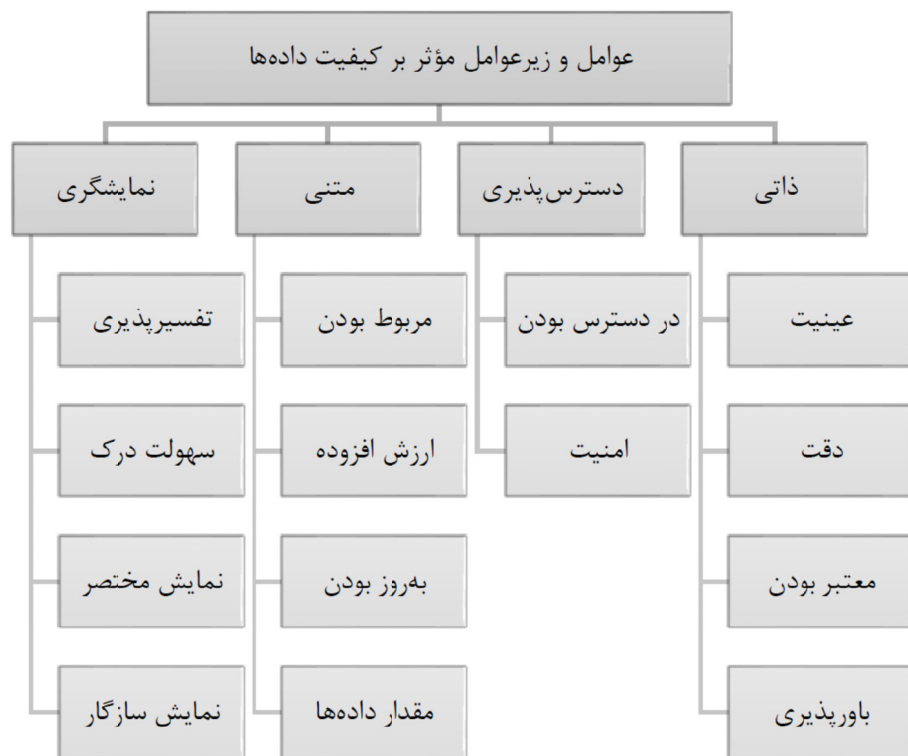 عوامل و زیرعوامل مؤثر بر کیفیت داده‌ها
ذاتی
دسترس‌پذیری
متنی
نمایشگری
عینیت
در دسترس بودن
مربوط بودن
تفسیرپذیری
دقت
امنیت
ارزش افزوده
سهولت درک
معتبر بودن
به‌روز بودن
نمایش مختصر
باورپذیری
مقدار داده‌ها
نمایش سازگار